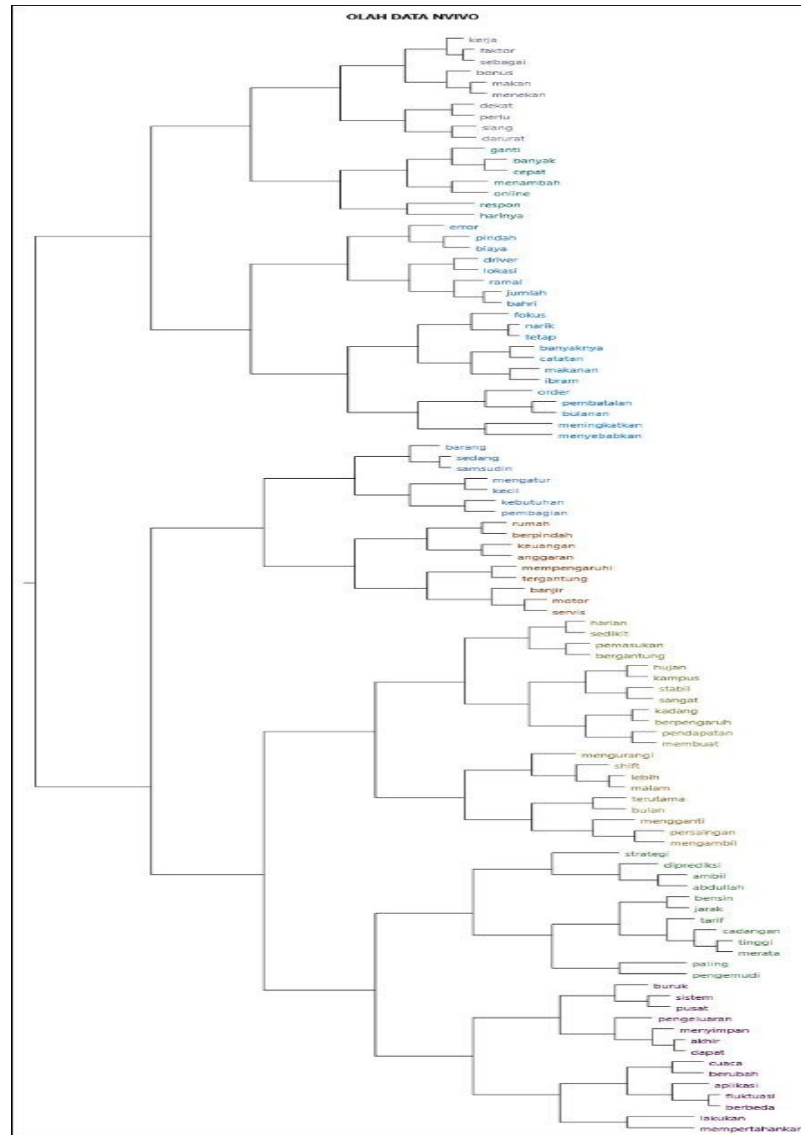 OLAH DATA NVIVO
kerja
faktor
sebagai
bonus
makan
menekan
dekat
perlu
siang
darurat
ganti
banyak
cepat
menambah
online
respon
harinya
error
pindah
biaya
driver
lokasi
ramai
jumlah
bahri
fokus
narik
tetap
banyaknya
catatan
makanan
ibram
order
pembatalan
bulanan
meningkatkan
menyebabkan
barang
sedang
samsudin
mengatur
kecil
kebutuhan
pembagian
rumah
berpindah
keuangan
anggaran
mempengaruhi
tergantung
banjir
motor
servis
harian
sedikit
pemasukan
bergantung
hujan
kampus
stabil
sangat
kadang
berpengaruh
pendapatan
membuat
mengurangi
shift
lebih
malam
terutama
bulan
mengganti
persaingan
mengambil
strategi
diprediksi
ambil
abdullah
bensin
jarak
tarif
cadangan
tinggi
merata
paling
pengemudi
buruk
sistem
pusat
pengeluaran
menyimpan
akhir
dapat
cuaca
berubah
aplikasi
fluktuasi
berbeda
lakukan
mempertahankan